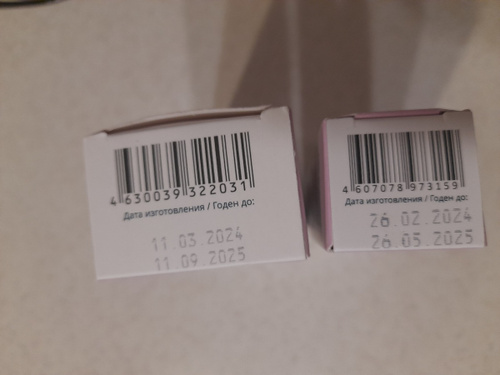 4 630039 322031
Дата изготовления / Годен до:
11.03.2024
11.09.2025
4 607078 973159
Дата изготовления / Годен до:
26.02.2024
26.05.2025